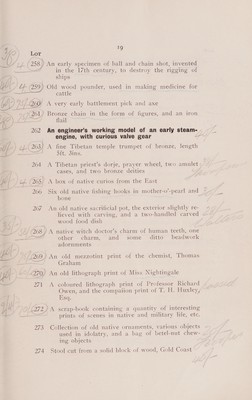 19
Lot
258 An early specimen of ball and chain shot, invented
in the 17th century, to destroy the rigging of
ships
259 Old wood pounder, used in making medicine for
cattle
260 A very early battlement pick and axe
261 Bronze chain in the form of figures, and an iron
flail
262 An engineer's working model of an early steam-
engine, with curious valve gear
263 A fine Tibetan temple trumpet of bronze, length
5ft. 3ins.
264 A Tibetan priest's dorje, prayer wheel, two amulet
cases, and two bronze deities
265 A box of native curios from the East
266 Six old native fishing hooks in mother-o'-pearl and
bone
267 An old native sacrificial pot, the exterior slightly re-
lieved with carving, and a two-handled carved
wood food dish
268 A native witch doctor's charm of human teeth, one
other charm, and some ditto beadwork
adornments
269 An old mezzotint print of the chemist, Thomas
Graham
270 An old lithograph print of Miss Nightingale
271 A coloured lithograph print of Professor Richard
Owen, and the companion print of T. H. Huxley,
Esq.
272 A scrap-book containing a quantity of interesting
prints of scenes in native and military life, etc.
273 Collection of old native ornaments, various objects
used in idolatry, and a bag of betel-nut chew-
ing objects
274 Stool cut from a solid block of wood, Gold Coast